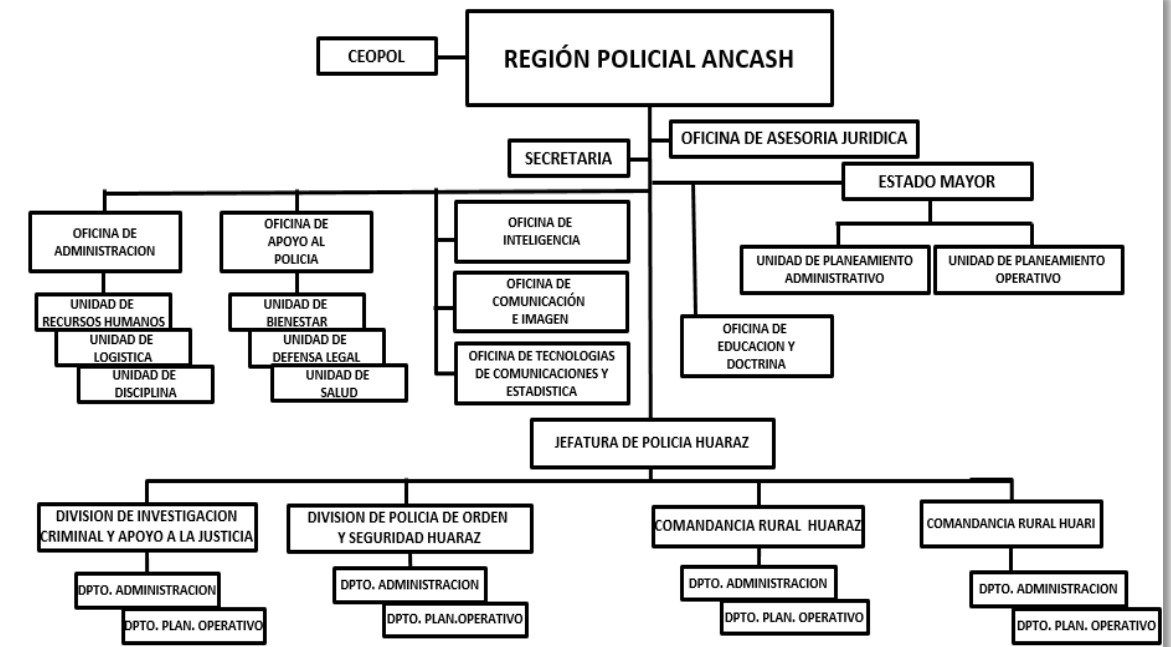 CEOPOL
REGIÓN POLICIAL ANCASH
OFICINA DE ASESORIA JURIDICA
SECRETARIA
ESTADO MAYOR
OFICINA DE
ADMINISTRACION
OFICINA DE
APOYO AL
POLICIA
OFICINA DE
INTELIGENCIA
UNIDAD DE PLANEAMIENTO
ADMINISTRATIVO
UNIDAD DE PLANEAMIENTO
OPERATIVO
UNIDAD DE
RECURSOS HUMANOS
UNIDAD DE
LOGISTICA
UNIDAD DE
DISCIPLINA
UNIDAD DE
BIENESTAR
UNIDAD DE
DEFENSA LEGAL
UNIDAD DE
SALUD
OFICINA DE
COMUNICACIÓN
E IMAGEN
OFICINA DE TECNOLOGIAS
DE COMUNICACIONES Y
ESTADISTICA
OFICINA DE
EDUCACION Y
DOCTRINA
JEFATURA DE POLICIA HUARAZ
DIVISION DE INVESTIGACION
CRIMINAL Y APOYO A LA JUSTICIA
DIVISION DE POLICIA DE ORDEN
Y SEGURIDAD HUARAZ
COMANDANCIA RURAL HUARAZ
COMANDANCIA RURAL HUARI
DPTO. ADMINISTRACION
DPTO. PLAN. OPERATIVO
DPTO. ADMINISTRACION
DPTO. PLAN.OPERATIVO
DPTO. ADMINISTRACION
DPTO. PLAN. OPERATIVO
DPTO. ADMINISTRACION
DPTO. PLAN. OPERATIVO